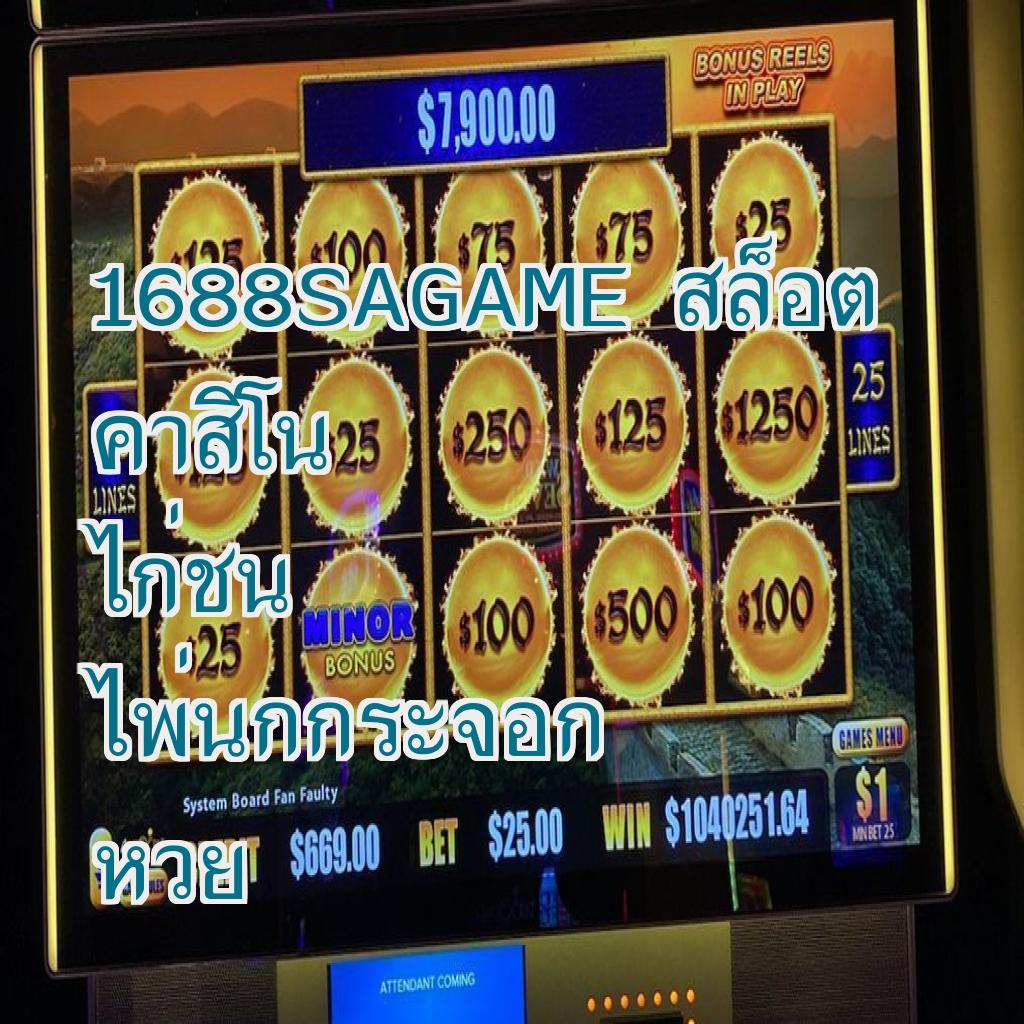 BONUS REELS
IN PLAY
$7,900.00
$125 $100 $75 $75 $25
1688SAGAME สล็อต
คาสิโน
$25 $250 $125 $1250
25
LINES
LINES
ไก่ชน
$25 MINOR
BONUS
$100 $500 $100
ไพ่นกกระจอก
GAMES MENU
System Board Fan Faulty
$669.00 BET $25.00 WIN $1040251.64
$1
MIN BET 25
หวย
ATTENDANT COMING